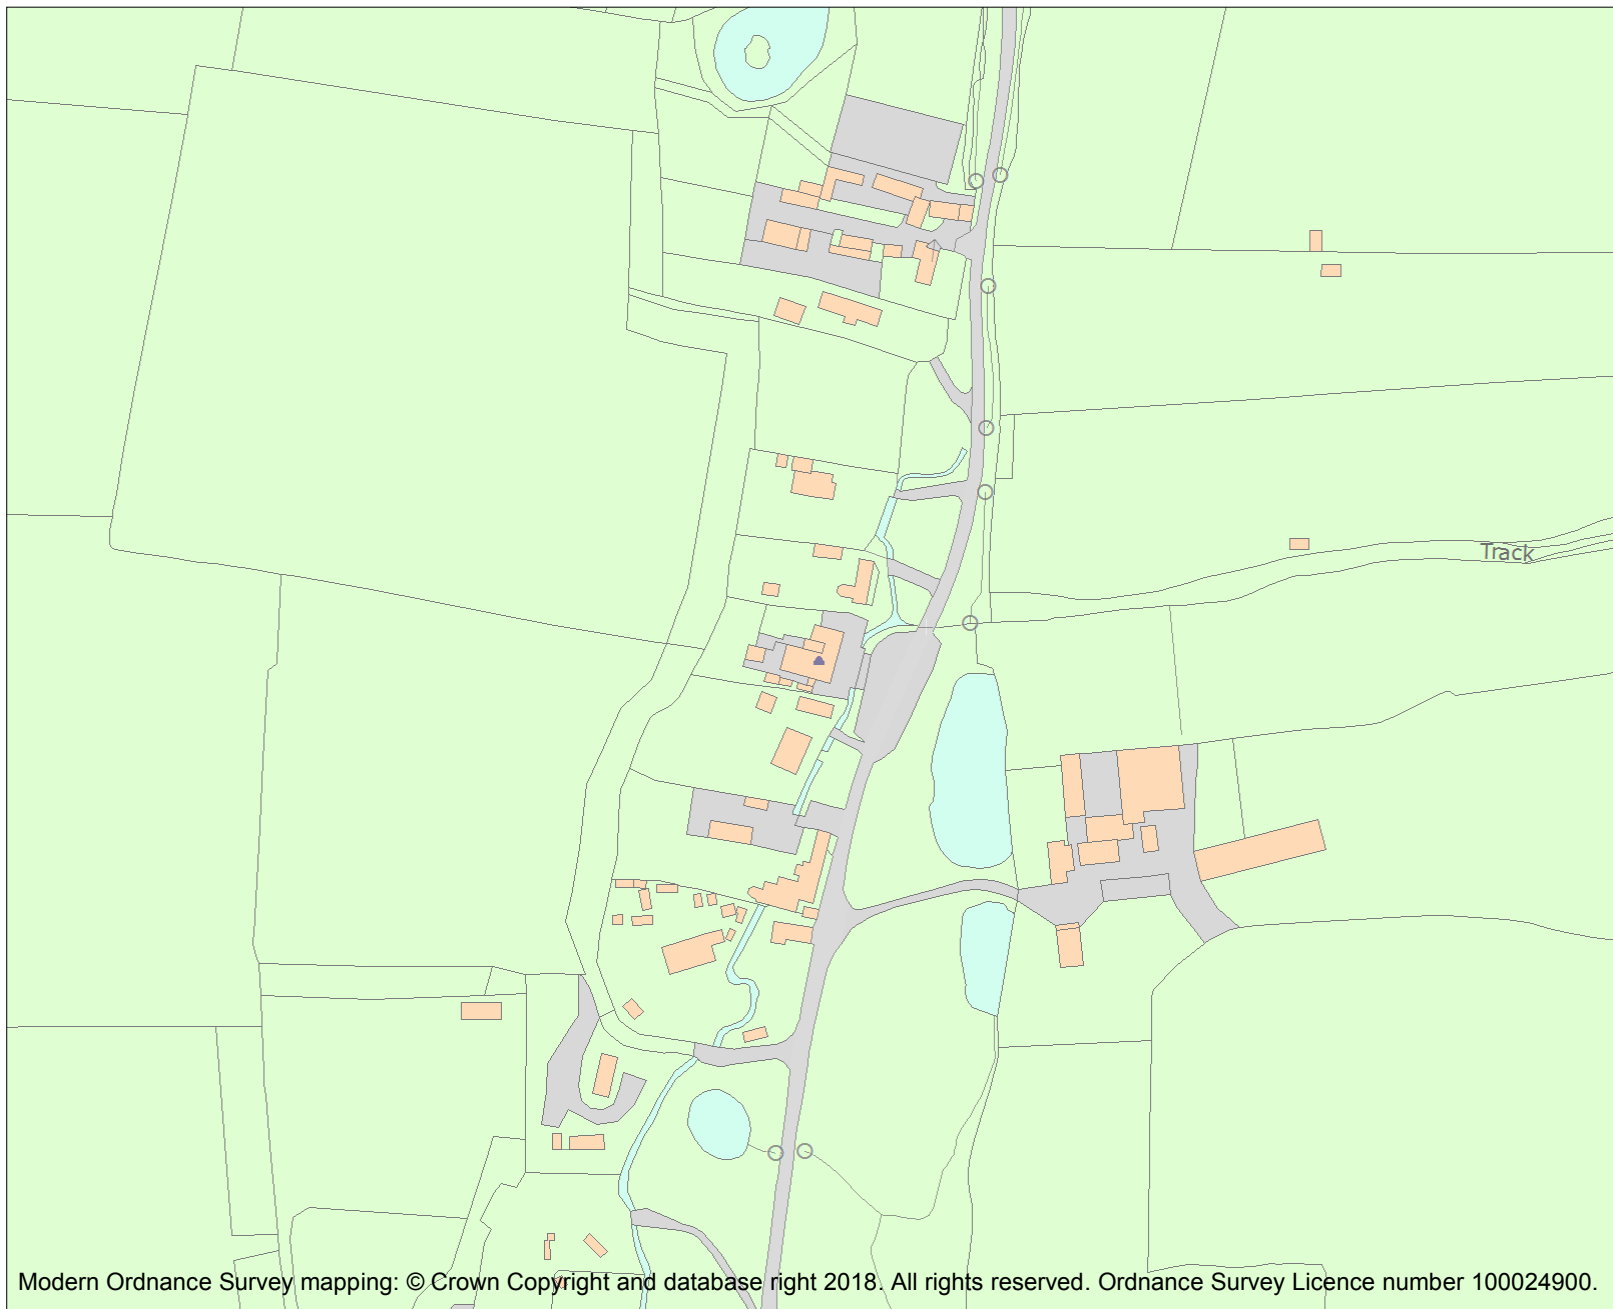 Track
Modern Ordnance Survey mapping: © Crown Copyright and database right 2018. All rights reserved. Ordnance Survey Licence number 100024900.